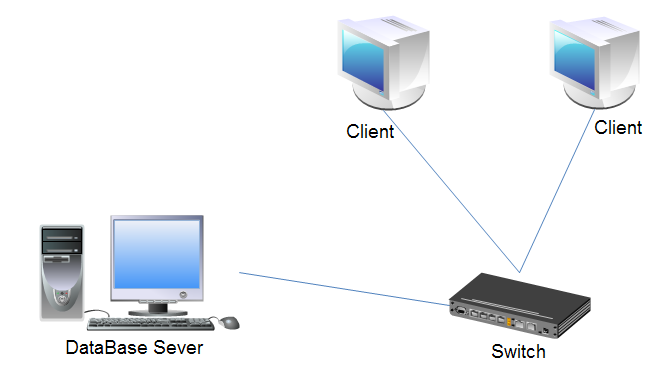 Client
Client
DataBase Sever
Switch